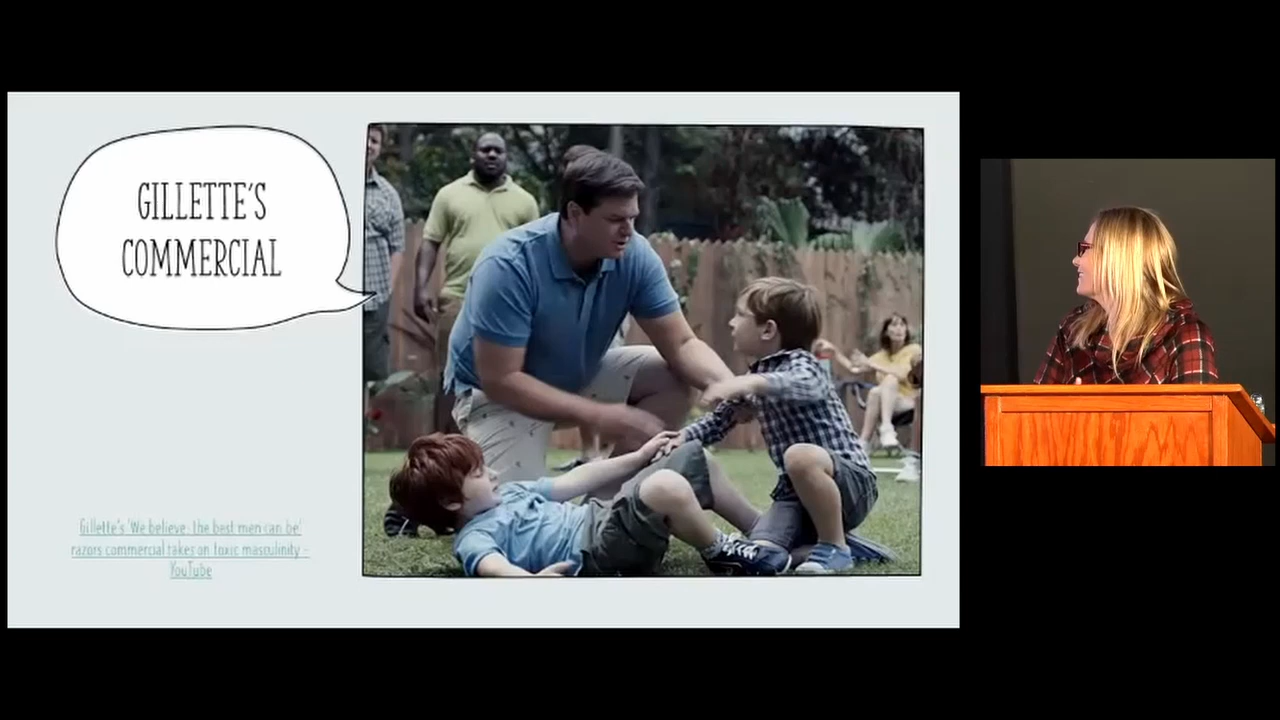 GILLETTE'S
COMMERCIAL
Gillette's 'We believe: the best men can be'
razors commercial takes on toxic masculinity -
YouTube